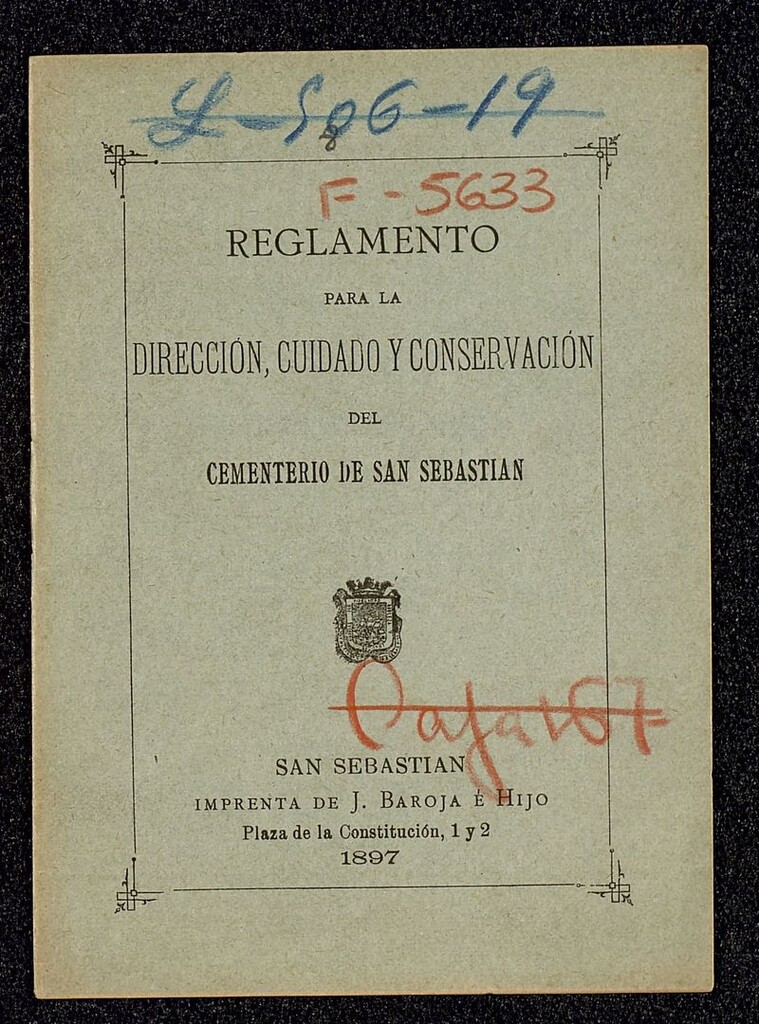 L-586-19
F-5633
REGLAMENTO
PARA LA
DIRECCIÓN, CUIDADO Y CONSERVACIÓN
DEL
CEMENTERIO DE SAN SEBASTIAN
Caja 167
SAN SEBASTIAN
IMPRENTA DE J. BAROJA É HIJO
Plaza de la Constitución, 1 y 2
1897